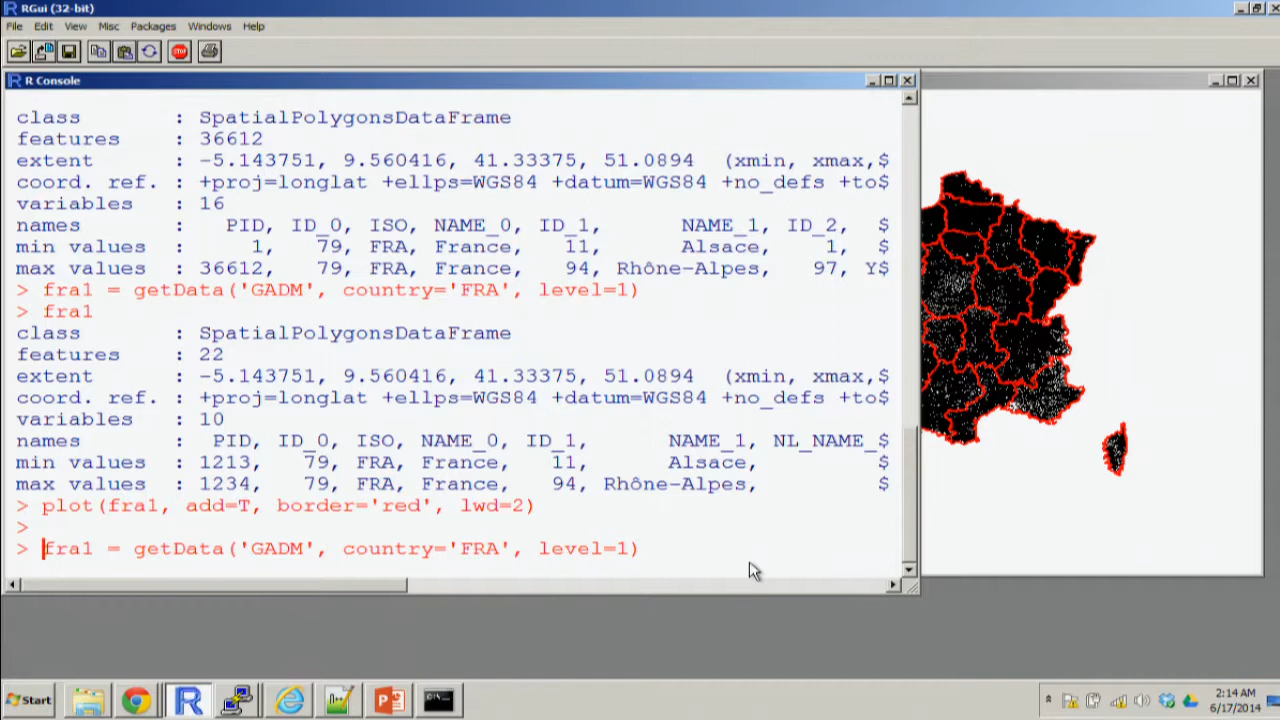 RGui (32-bit)
File Edit View Misc Packages Windows Help
STOP
R Console
class : SpatialPolygonsDataFrame
features : 36612
extent : -5.143751, 9.560416, 41.33375, 51.0894 (xmin, xmax,$
coord. ref. : +proj=longlat +ellps=WGS84 +datum=WGS84 +no_defs +to$
variables : 16
names : PID, ID_0, ISO, NAME_0, ID_1, NAME_1, ID_2, $
min values : 1, 79, FRA, France, 11, Alsace, 1, $
max values : 36612, 79, FRA, France, 94, Rhône-Alpes, 97, Y$
> fra1 = getData('GADM', country='FRA', level=1)
> fra1
class : SpatialPolygonsDataFrame
features : 22
extent : -5.143751, 9.560416, 41.33375, 51.0894 (xmin, xmax,$
coord. ref. : +proj=longlat +ellps=WGS84 +datum=WGS84 +no_defs +to$
variables : 10
names : PID, ID_0, ISO, NAME_0, ID_1, NAME_1, NL_NAME_$
min values : 1213, 79, FRA, France, 11, Alsace, $
max values : 1234, 79, FRA, France, 94, Rhône-Alpes, $
> plot(fra1, add=T, border='red', lwd=2)
>
> fra1 = getData('GADM', country='FRA', level=1)
Start
2:14 AM
6/17/2014